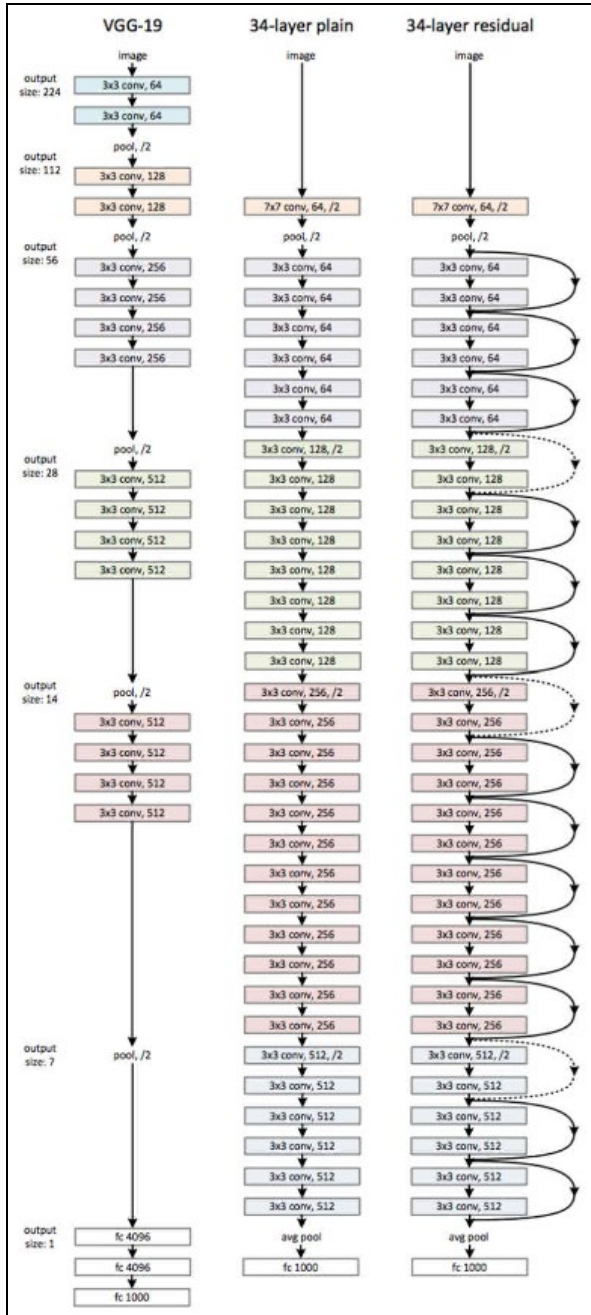 VGG-19 34-layer plain 34-layer residual
image image image
output
size: 224
3x3 conv, 64
3x3 conv, 64
pool, /2
output
size: 112
3x3 conv, 128
3x3 conv, 128 7x7 conv, 64, /2 7x7 conv, 64, /2
pool, /2 pool, /2 pool, /2
output
size: 56
3x3 conv, 256 3x3 conv, 64 3x3 conv, 64
3x3 conv, 256 3x3 conv, 64 3x3 conv, 64
3x3 conv, 256 3x3 conv, 64 3x3 conv, 64
3x3 conv, 256 3x3 conv, 64 3x3 conv, 64
3x3 conv, 64 3x3 conv, 64
3x3 conv, 64 3x3 conv, 64
pool, /2 3x3 conv, 128, /2 3x3 conv, 128, /2
output
size: 28
3x3 conv, 512 3x3 conv, 128 3x3 conv, 128
3x3 conv, 512 3x3 conv, 128 3x3 conv, 128
3x3 conv, 512 3x3 conv, 128 3x3 conv, 128
3x3 conv, 512 3x3 conv, 128 3x3 conv, 128
3x3 conv, 128 3x3 conv, 128
3x3 conv, 128 3x3 conv, 128
3x3 conv, 128 3x3 conv, 128
output
size: 14
pool, /2 3x3 conv, 256, /2 3x3 conv, 256, /2
3x3 conv, 512 3x3 conv, 256 3x3 conv, 256
3x3 conv, 512 3x3 conv, 256 3x3 conv, 256
3x3 conv, 512 3x3 conv, 256 3x3 conv, 256
3x3 conv, 512 3x3 conv, 256 3x3 conv, 256
3x3 conv, 256 3x3 conv, 256
3x3 conv, 256 3x3 conv, 256
3x3 conv, 256 3x3 conv, 256
3x3 conv, 256 3x3 conv, 256
3x3 conv, 256 3x3 conv, 256
3x3 conv, 256 3x3 conv, 256
3x3 conv, 256 3x3 conv, 256
output
size: 7
pool, /2 3x3 conv, 512, /2 3x3 conv, 512, /2
3x3 conv, 512 3x3 conv, 512
3x3 conv, 512 3x3 conv, 512
3x3 conv, 512 3x3 conv, 512
3x3 conv, 512 3x3 conv, 512
3x3 conv, 512 3x3 conv, 512
output
size: 1
fc 4096 avg pool avg pool
fc 4096 fc 1000 fc 1000
fc 1000